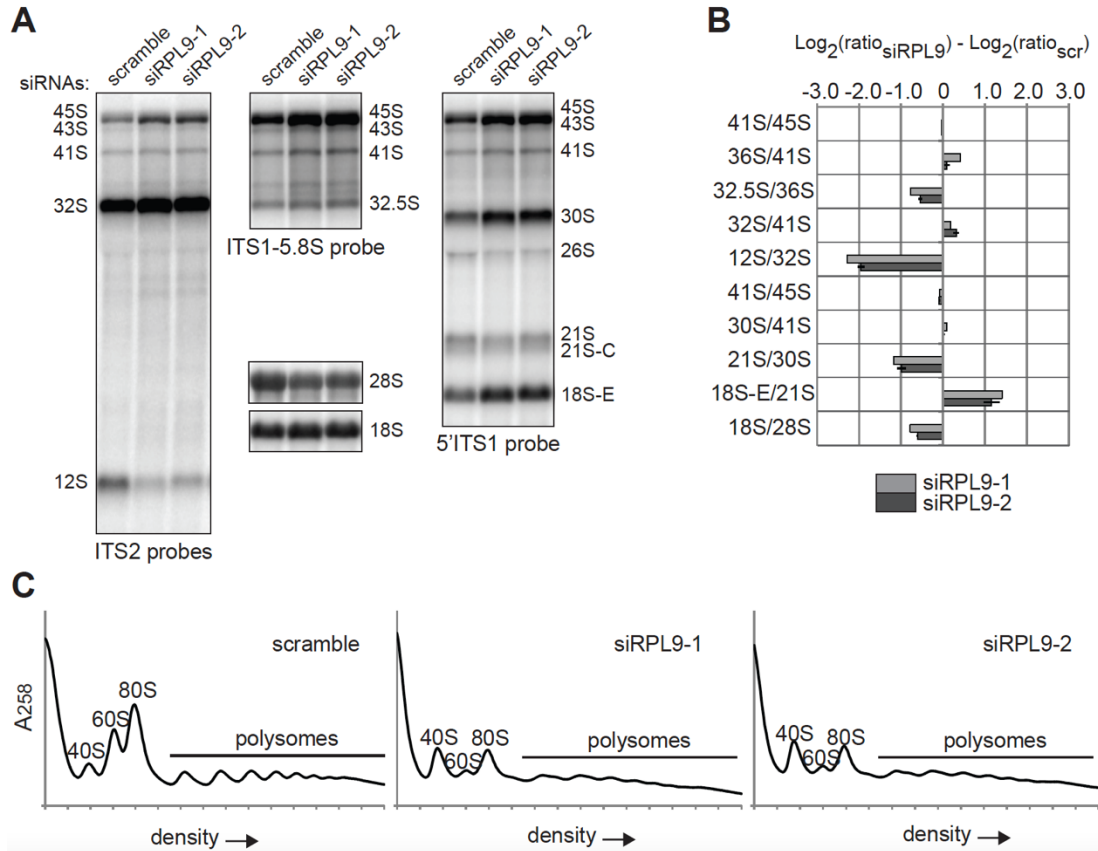 A
siRNAs:
scramble
siRPL9-1
siRPL9-2
45S
43S
41S
32S
12S
ITS2 probes
scramble
siRPL9-1
siRPL9-2
45S
43S
41S
32.5S
ITS1-5.8S probe
28S
18S
scramble
siRPL9-1
siRPL9-2
45S
43S
41S
30S
26S
21S
21S-C
18S-E
5'ITS1 probe
B
Log2(ratiosiRPL9) - Log2(ratioscr)
-3.0 -2.0 -1.0 0 1.0 2.0 3.0
41S/45S
36S/41S
32.5S/36S
32S/41S
12S/32S
41S/45S
30S/41S
21S/30S
18S-E/21S
18S/28S
siRPL9-1
siRPL9-2
C
A258
scramble
40S
60S
80S
polysomes
density
siRPL9-1
40S
60S
80S
polysomes
density
siRPL9-2
40S
60S
80S
polysomes
density